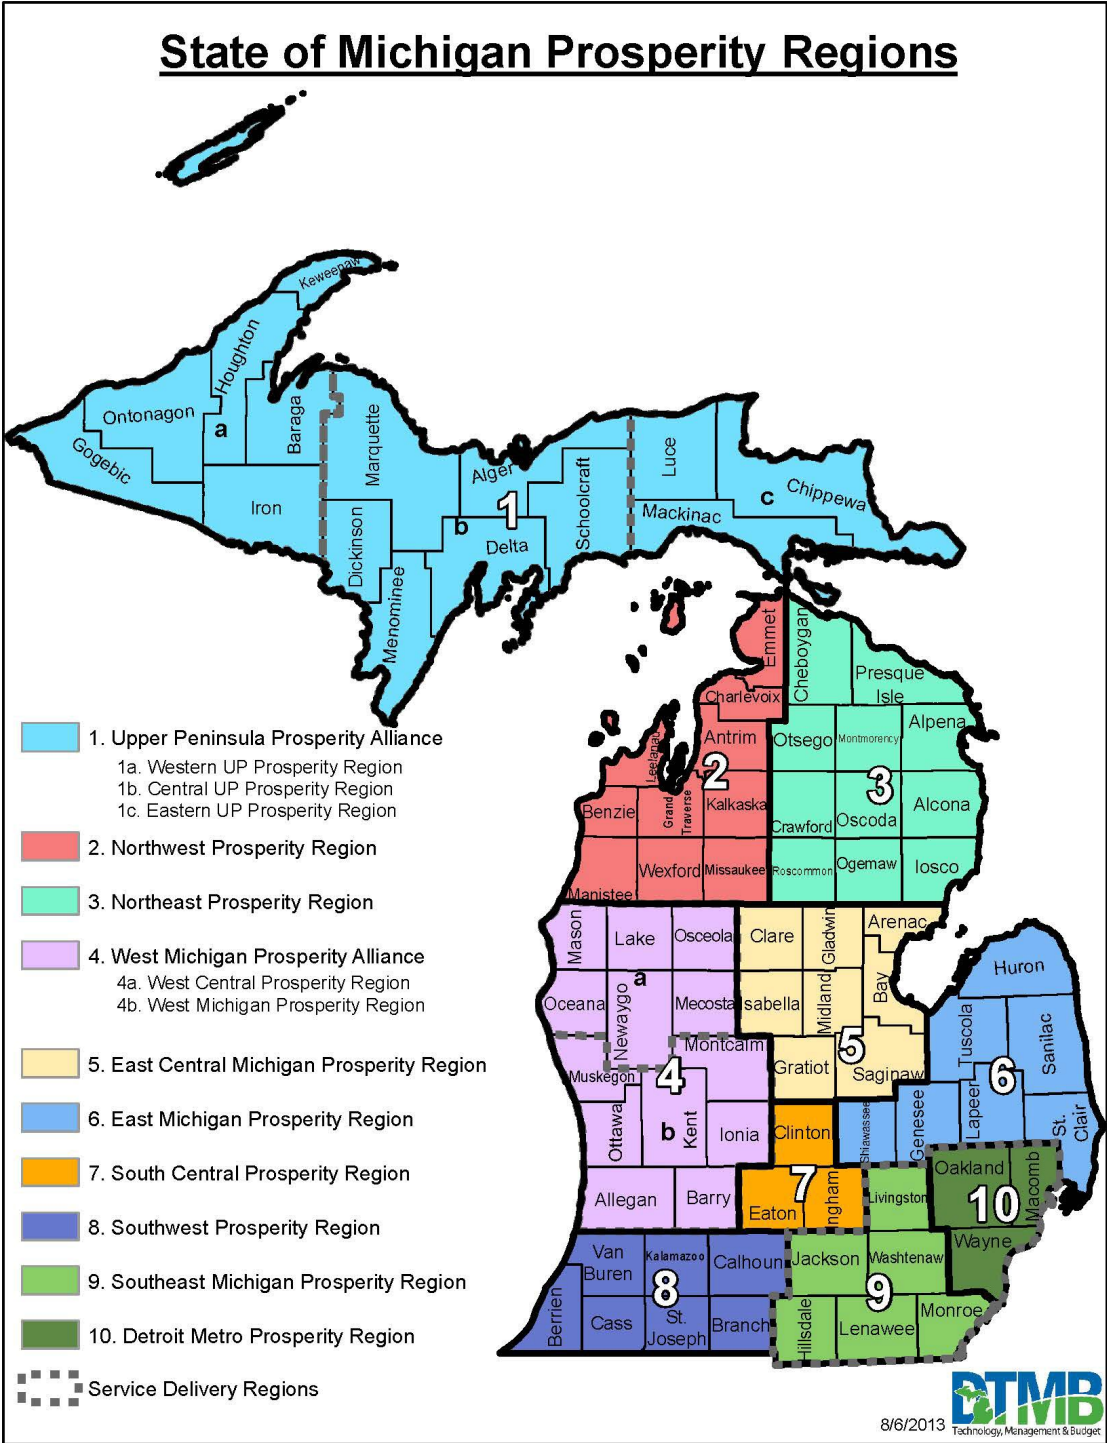 State of Michigan Prosperity Regions
Keweenaw
Houghton
Ontonagon
a
Baraga
Gogebic
Iron
Marquette
Alger
Luce
Schoolcraft
c
Chippewa
1
b
Mackinac
Delta
Dickinson
Menominee
Emmet
Cheboygan
Presque
Isle
Charlevoix
Antrim
Otsego
Montmorency
Alpena
Leelanau
2
3
Benzie
Grand
Traverse
Kalkaska
Crawford
Oscoda
Alcona
Manistee
Wexford
Missaukee
Roscommon
Ogemaw
Iosco
1. Upper Peninsula Prosperity Alliance
1a. Western UP Prosperity Region
1b. Central UP Prosperity Region
1c. Eastern UP Prosperity Region
2. Northwest Prosperity Region
3. Northeast Prosperity Region
4. West Michigan Prosperity Alliance
4a. West Central Prosperity Region
4b. West Michigan Prosperity Region
5. East Central Michigan Prosperity Region
6. East Michigan Prosperity Region
7. South Central Prosperity Region
8. Southwest Prosperity Region
9. Southeast Michigan Prosperity Region
10. Detroit Metro Prosperity Region
Service Delivery Regions
Mason
Lake
Osceola
Clare
Gladwin
Arenac
a
Oceana
Newaygo
Mecosta
Isabella
Midland
Bay
Huron
Montcalm
Muskegon
4
Gratiot
5
Saginaw
Tuscola
Sanilac
6
Ottawa
b
Kent
Ionia
Clinton
Shiawassee
Genesee
Lapeer
St.
Clair
Allegan
Barry
7
Eaton
Ingham
Livingston
Oakland
Macomb
10
Van
Buren
Kalamazoo
Calhoun
Jackson
Washtenaw
Wayne
8
9
Berrien
Cass
St.
Joseph
Branch
Hillsdale
Lenawee
Monroe
8/6/2013
DTMB
Technology, Management & Budget